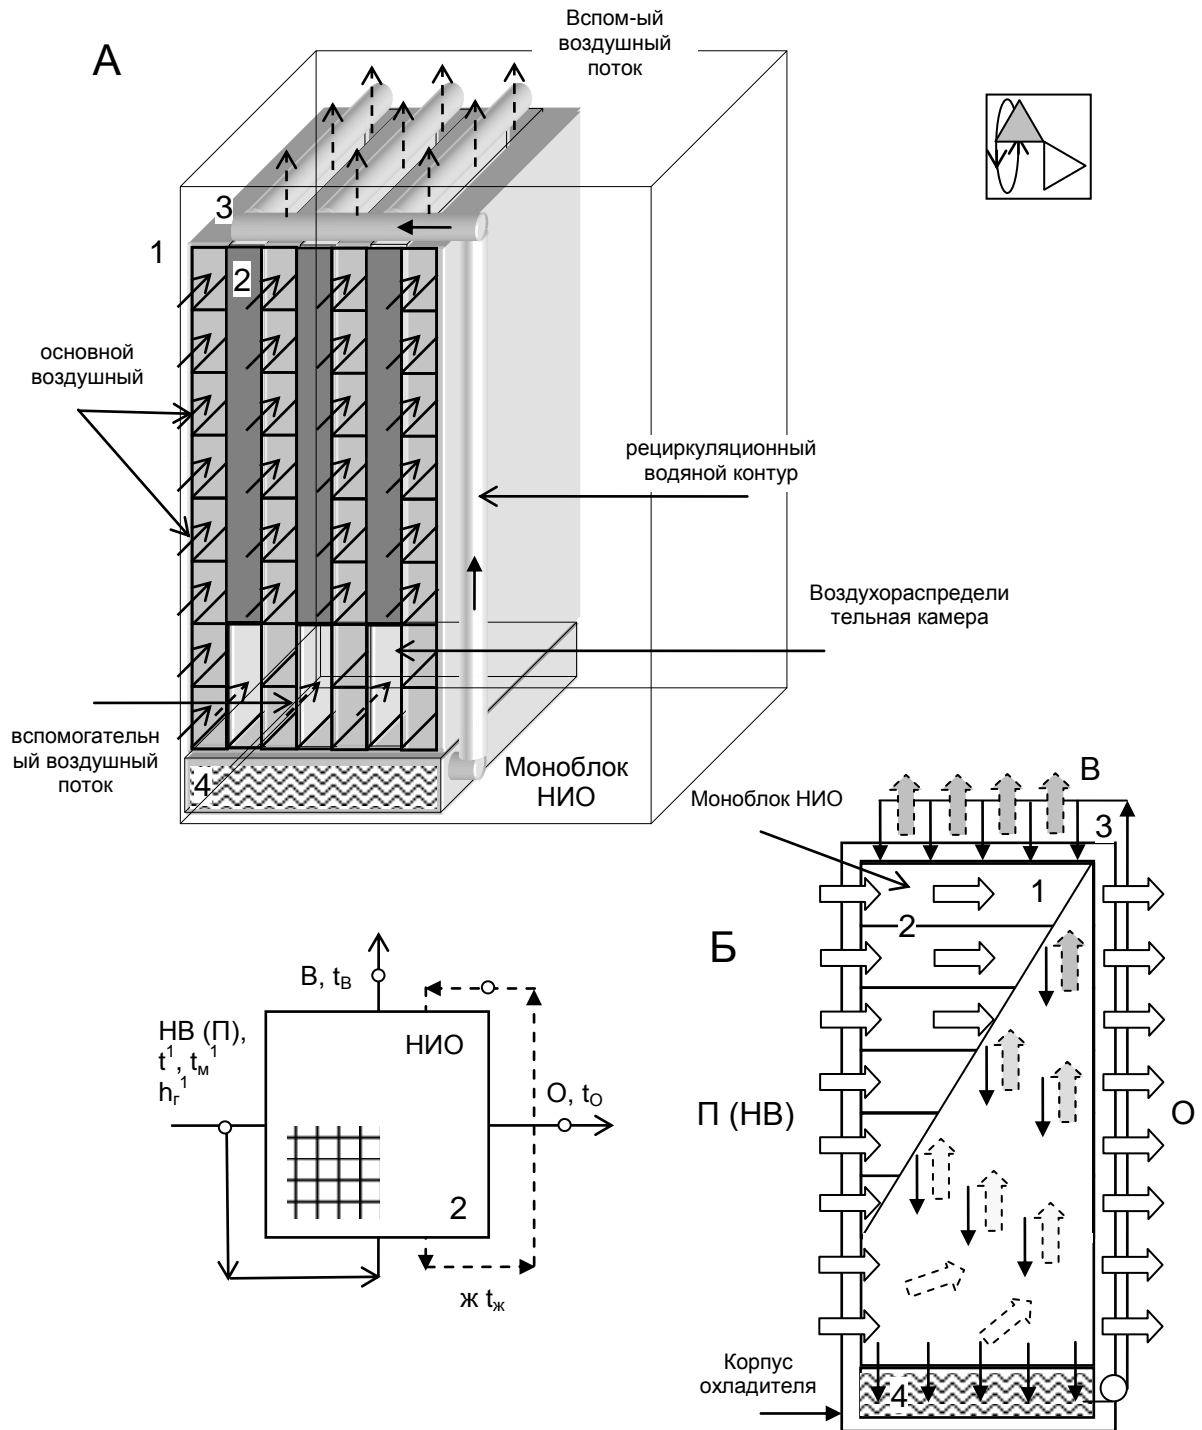 А
Вспом-ый
воздушный
поток
3
1
2
основной
воздушный
рециркуляционный
водяной контур
Воздухораспредели
тельная камера
вспомогательн
ый воздушный
поток
4
Моноблок
НИО
В
Моноблок НИО
3
1
2
Б
П (НВ)
О
4
Корпус
охладителя
В, tВ
НВ (П),
t¹, tм¹
hг¹
НИО
О, tО
2
ж tж